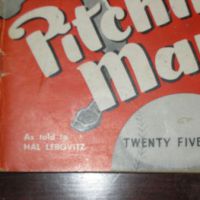 Pitchin
Man
As told to
HAL LEBOVITZ
TWENTY FIVE